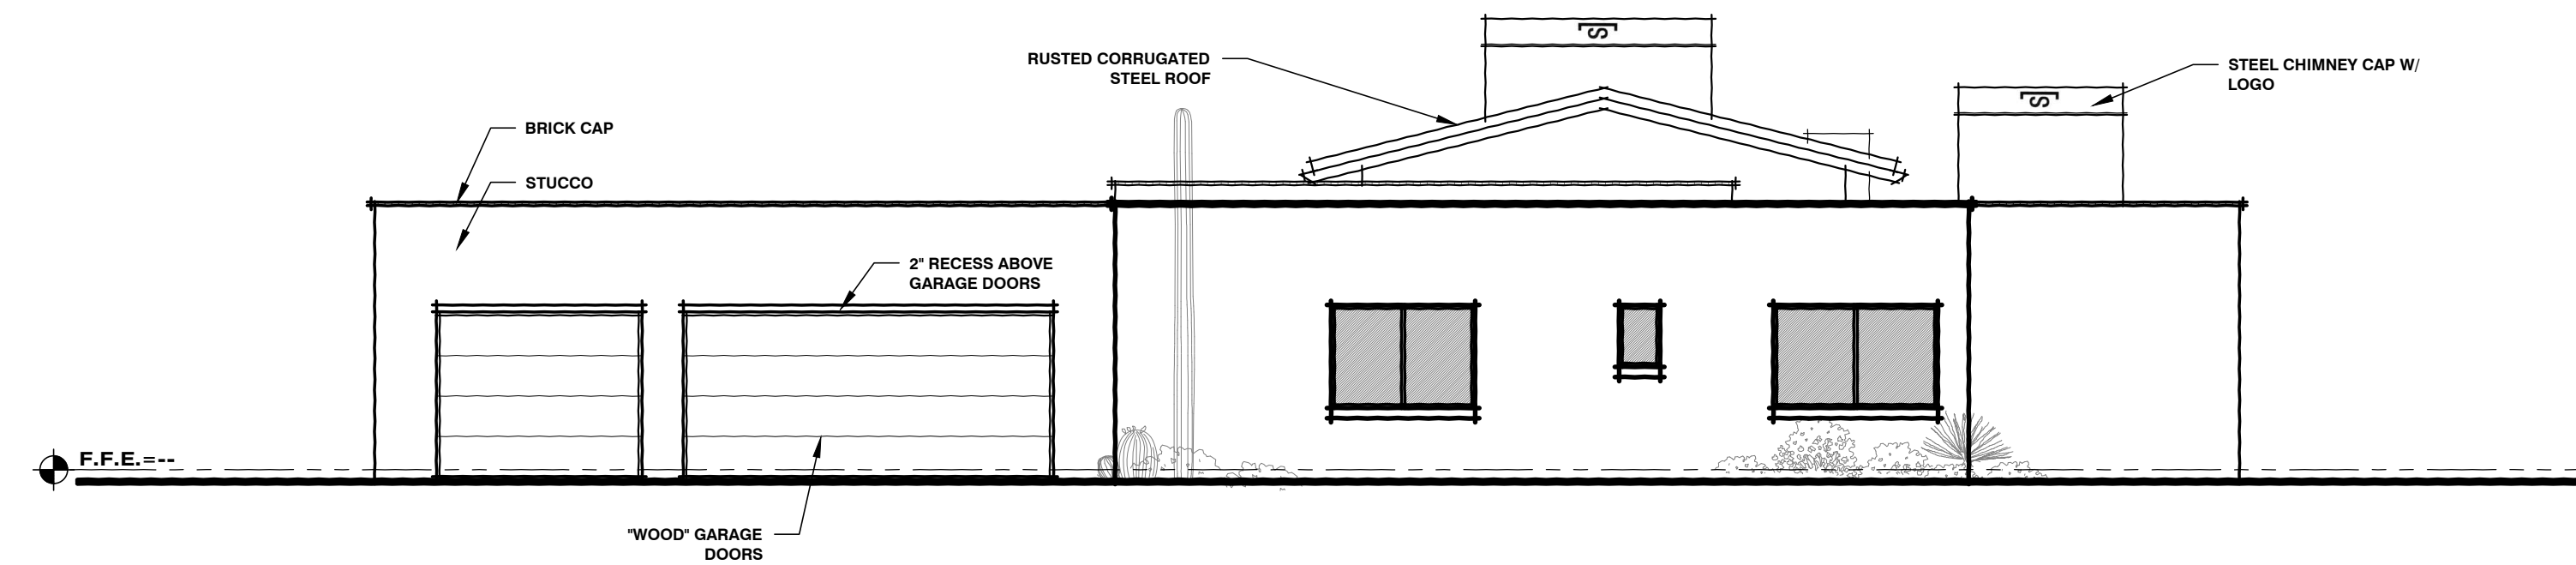 RUSTED CORRUGATED
STEEL ROOF
STEEL CHIMNEY CAP W/
LOGO
BRICK CAP
STUCCO
2" RECESS ABOVE
GARAGE DOORS
F.F.E.=--
"WOOD" GARAGE
DOORS